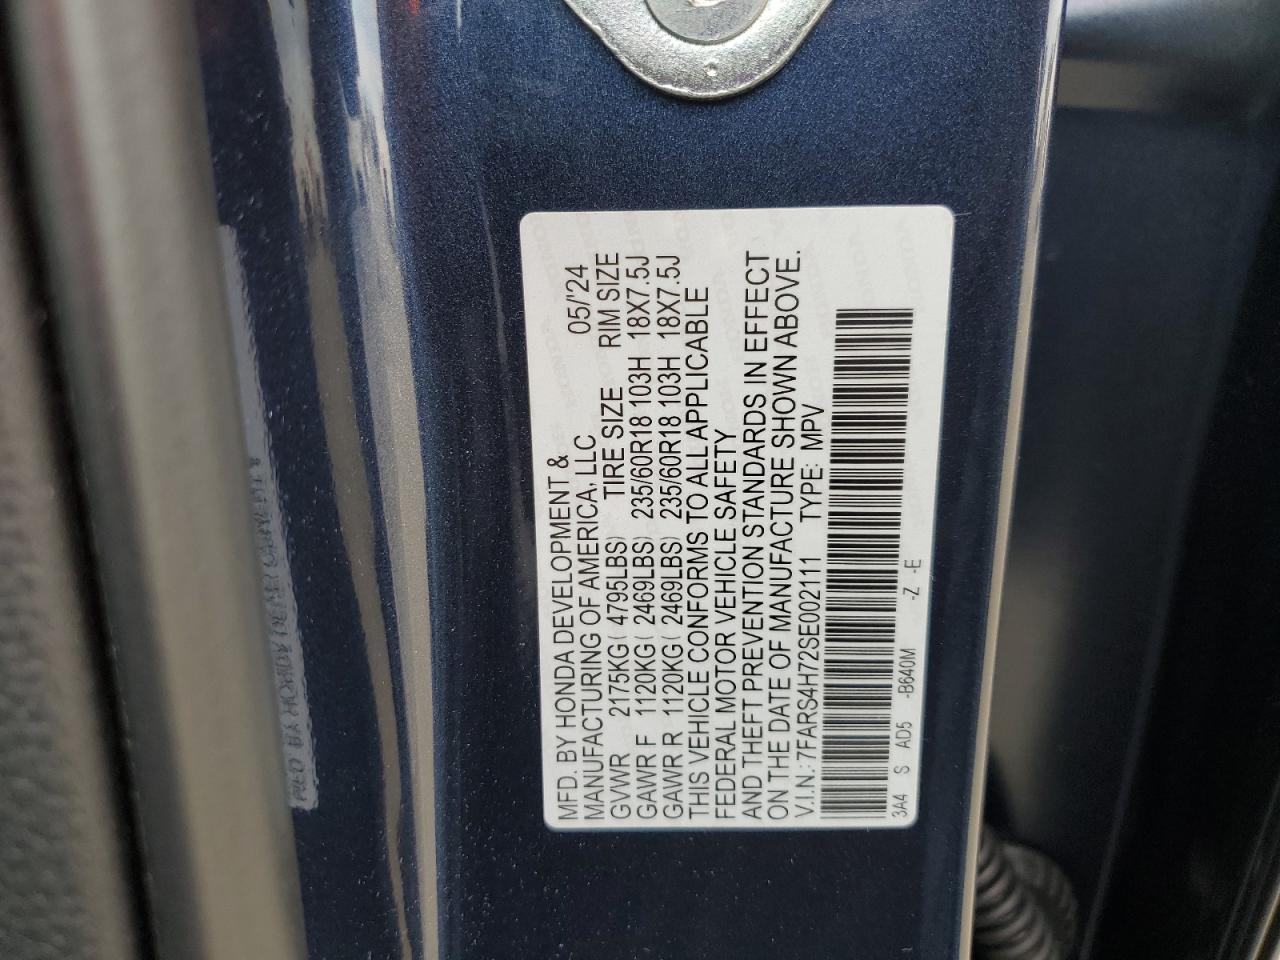 MFD. BY HONDA DEVELOPMENT & 05/'24
MANUFACTURING OF AMERICA, LLC
GVWR 2175KG( 4795LBS) TIRE SIZE RIM SIZE
GAWR F 1120KG( 2469LBS) 235/60R18 103H 18X7.5J
GAWR R 1120KG( 2469LBS) 235/60R18 103H 18X7.5J
THIS VEHICLE CONFORMS TO ALL APPLICABLE
FEDERAL MOTOR VEHICLE SAFETY
AND THEFT PREVENTION STANDARDS IN EFFECT
ON THE DATE OF MANUFACTURE SHOWN ABOVE.
V.I.N.: 7FARS4H72SE002111 TYPE: MPV
3A4 S AD5 -B640M -Z -E